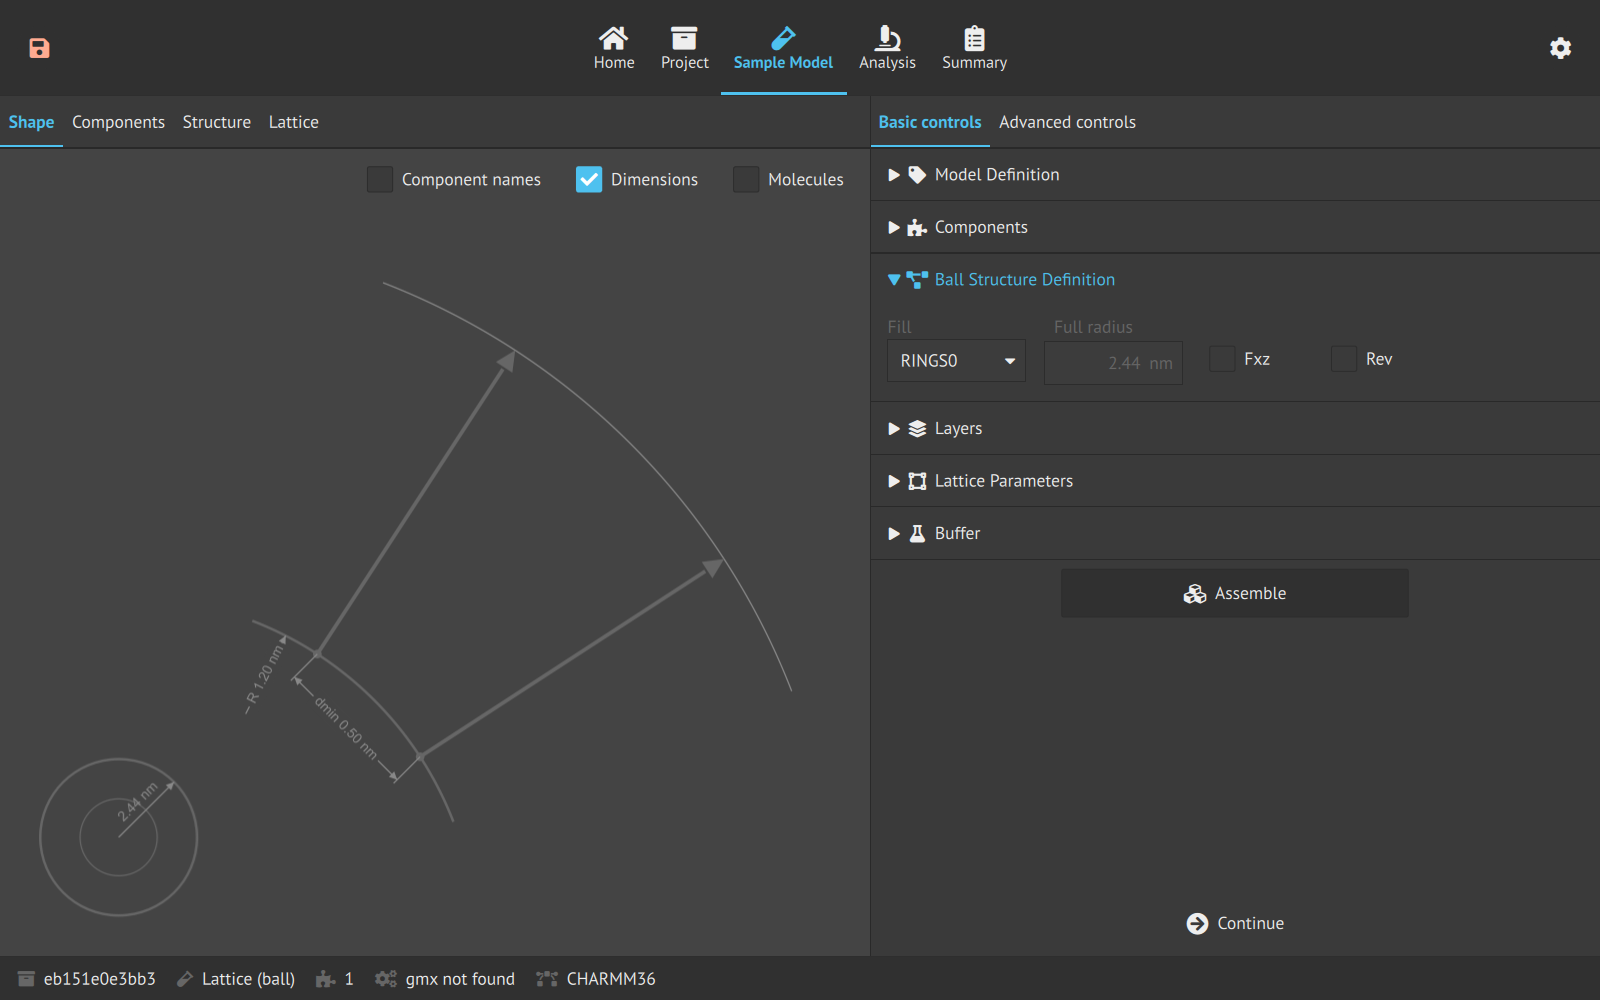 Home
Project
Sample Model
Analysis
Summary
Shape
Components
Structure
Lattice
Basic controls
Advanced controls
Component names
Dimensions
Molecules
Model Definition
Components
Ball Structure Definition
Fill
Full radius
RINGS0
2.44 nm
Fxz
Rev
Layers
Lattice Parameters
Buffer
Assemble
R 1.20 nm
dmin 0.50 nm
2.44 nm
Continue
eb151e0e3bb3
Lattice (ball)
1
gmx not found
CHARMM36